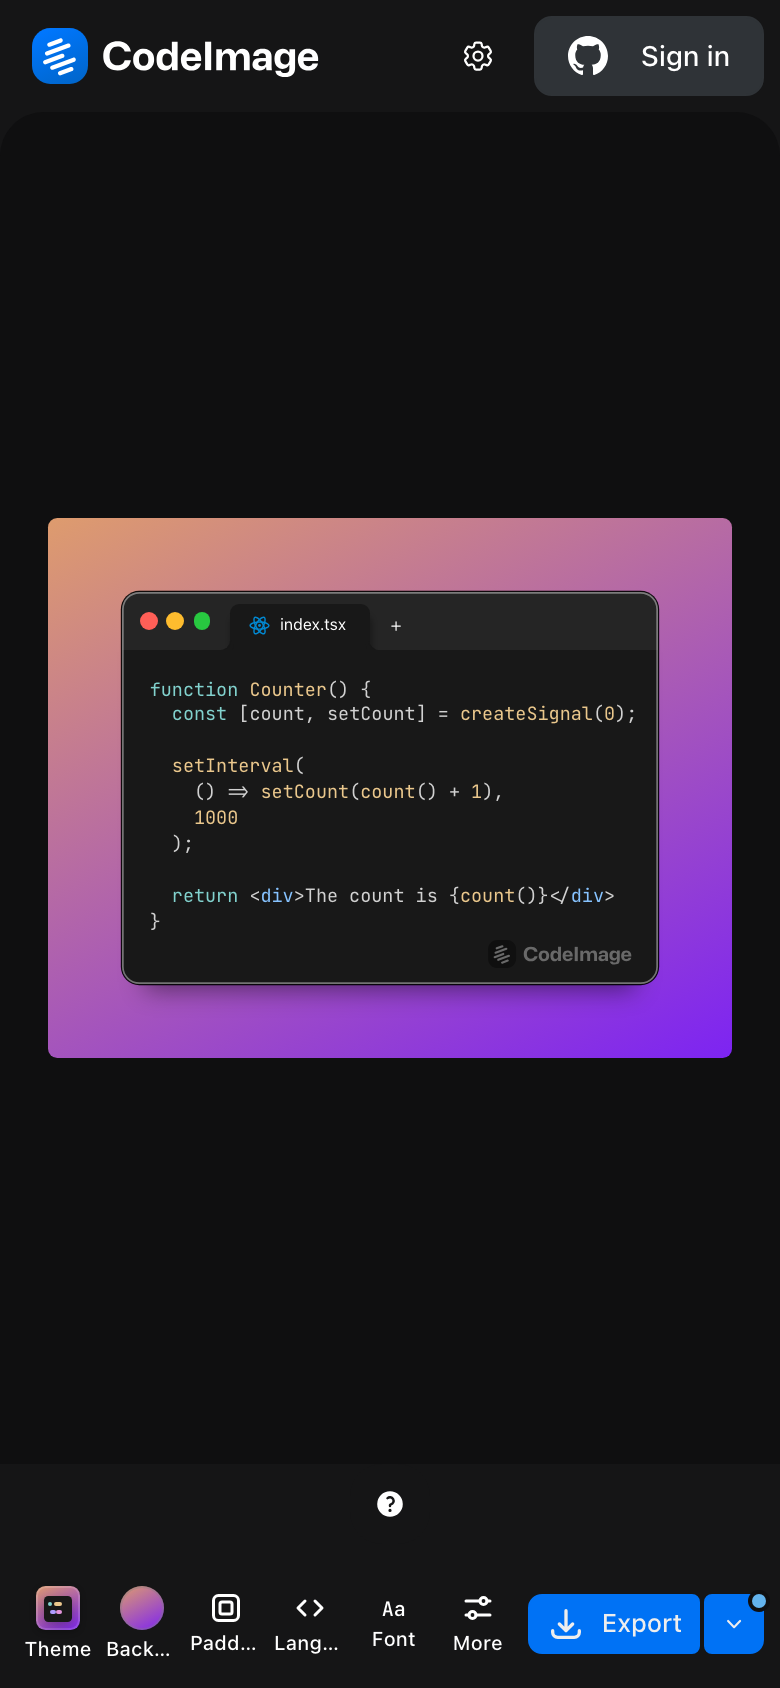 CodeImage
Sign in
index.tsx
+
function Counter() {
  const [count, setCount] = createSignal(0);
  setInterval(
    () => setCount(count() + 1),
    1000
  );
  return <div>The count is {count()}</div>
}
CodeImage
?
Theme
Back...
Padd...
Lang...
Aa
Font
More
Export